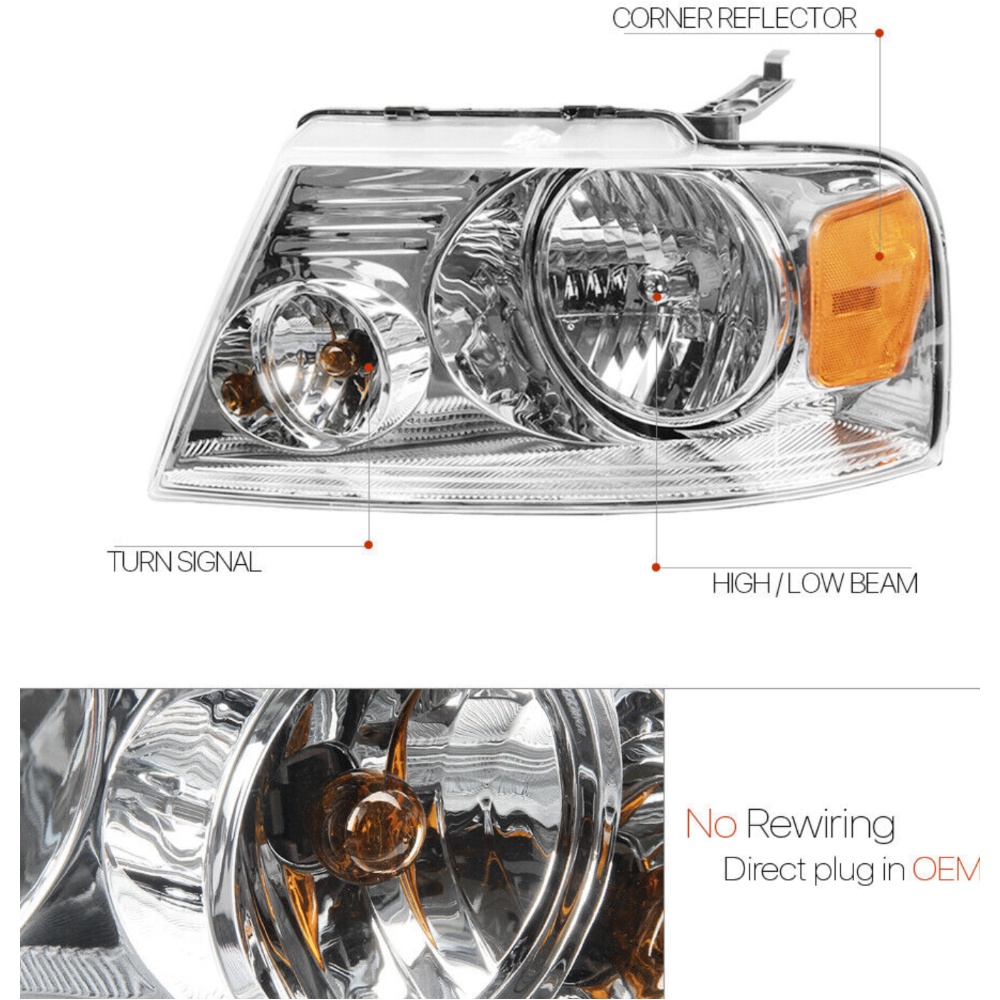 CORNER REFLECTOR
TURN SIGNAL
HIGH / LOW BEAM
No Rewiring
Direct plug in OEM